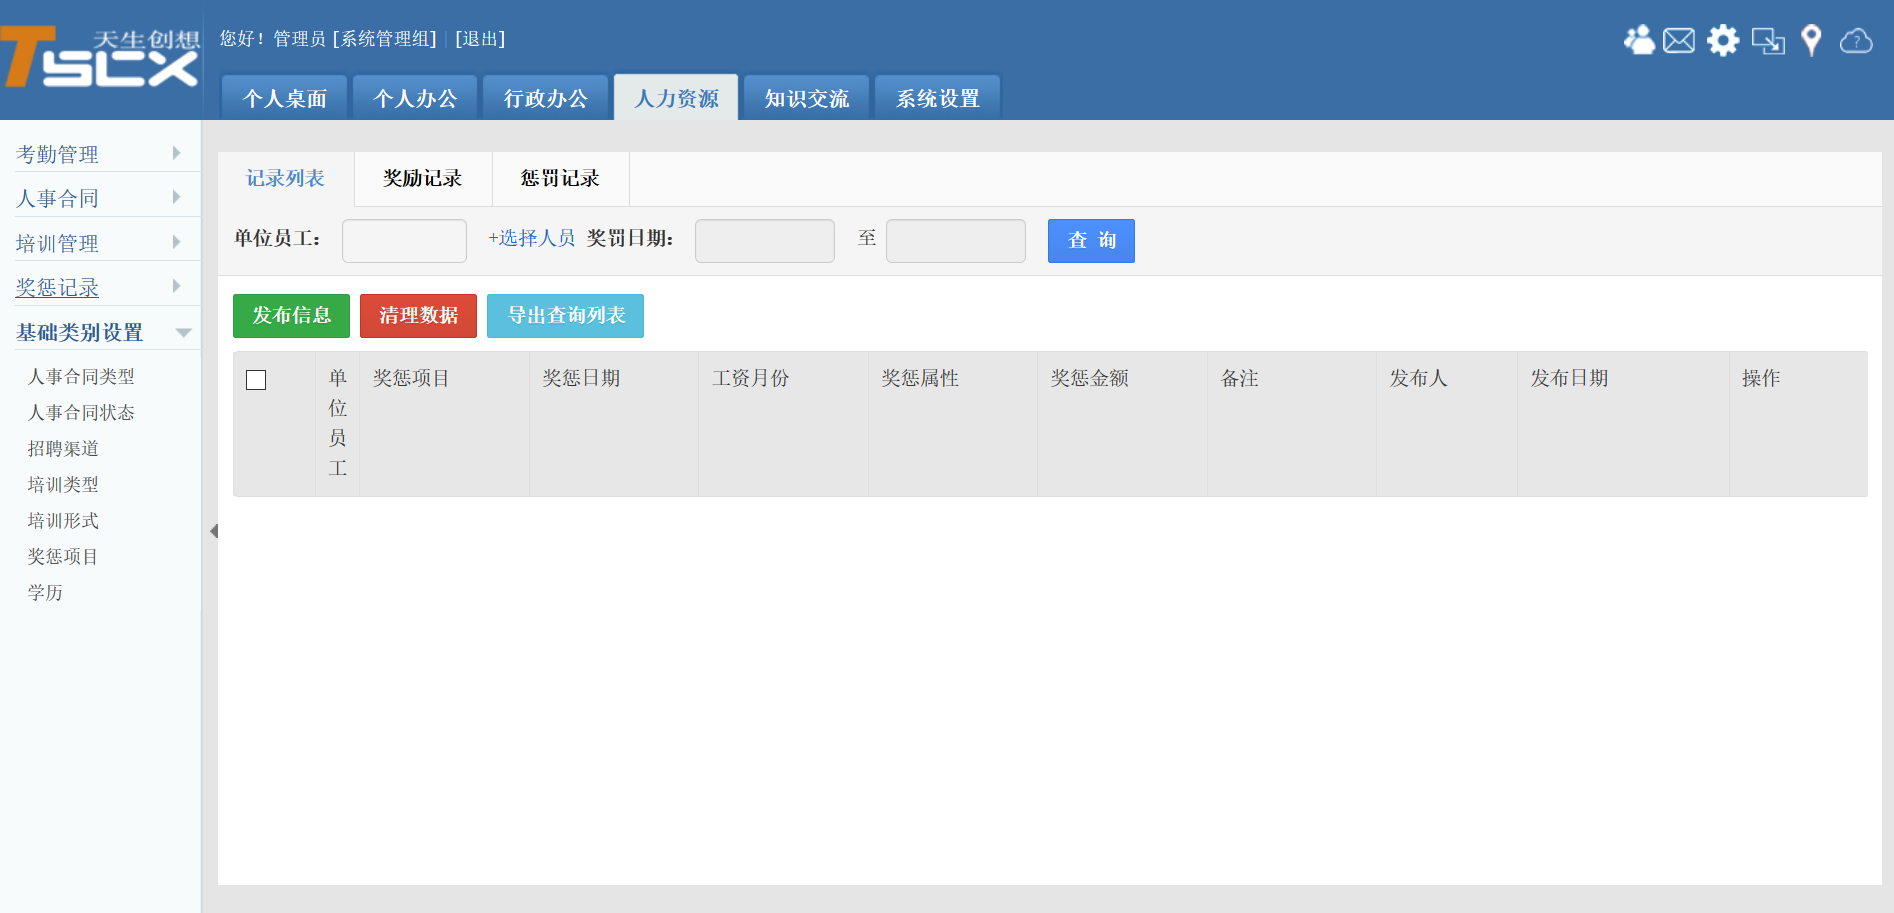 天生创想
TSCX
您好！管理员 [系统管理组] | [退出]
个人桌面 个人办公 行政办公 人力资源 知识交流 系统设置
考勤管理
人事合同
培训管理
奖惩记录
基础类别设置
人事合同类型
人事合同状态
招聘渠道
培训类型
培训形式
奖惩项目
学历
记录列表 奖励记录 惩罚记录
单位员工： +选择人员 奖罚日期： 至 查 询
发布信息 清理数据 导出查询列表
单位员工 奖惩项目 奖惩日期 工资月份 奖惩属性 奖惩金额 备注 发布人 发布日期 操作